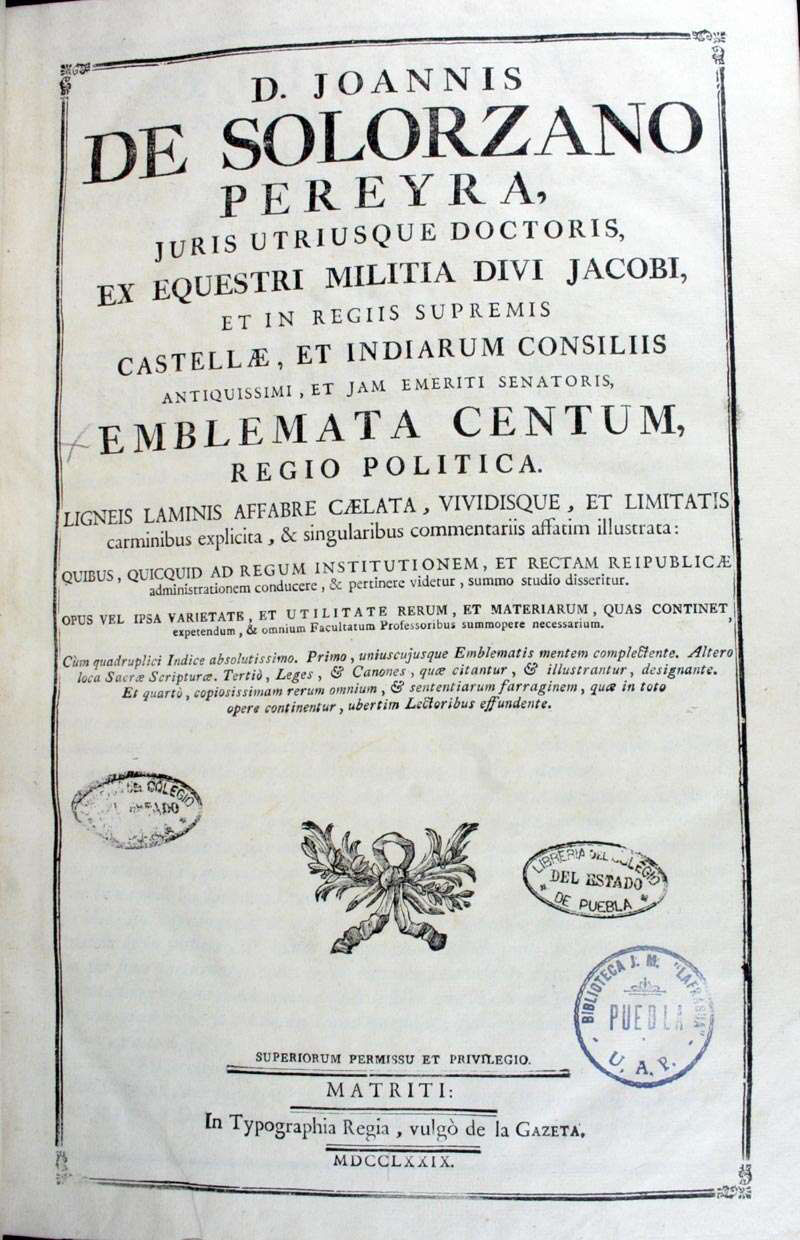 D. JOANNIS
DE SOLORZANO
PEREYRA,
JURIS UTRIUSQUE DOCTORIS,
EX EQUESTRI MILITIA DIVI JACOBI,
ET IN REGIIS SUPREMIS
CASTELLÆ, ET INDIARUM CONSILIIS
ANTIQUISSIMI, ET JAM EMERITI SENATORIS,
EMBLEMATA CENTUM,
REGIO POLITICA.
LIGNEIS LAMINIS AFFABRE CÆLATA, VIVIDISQUE, ET LIMITATIS
carminibus explicita, & singularibus commentariis affatim illustrata:
QUIBUS, QUICQUID AD REGUM INSTITUTIONEM, ET RECTAM REIPUBLICÆ
administrationem conducere, & pertinere videtur, summo studio disseritur.
OPUS VEL IPSA VARIETATE, ET UTILITATE RERUM, ET MATERIARUM, QUAS CONTINET,
expetendum, & omnium Facultatum Professoribus summopere necessarium.
Cùm quadruplici Indice absolutissimo. Primo, uniuscujusque Emblematis mentem complectente. Altero
loca Sacræ Scripturæ. Tertiò, Leges, & Canones, quæ citantur, & illustrantur, designante.
Et quartò, copiosissimam rerum omnium, & sententiarum farraginem, quæ in toto
opere continentur, ubertim Lectoribus effundente.
DEL COLEGIO
LIBRERIA DEL COLEGIO
DEL ESTADO
DE PUEBLA
BIBLIOTECA J. M. "LAFRAGUA"
PUEBLA
U. A. P.
SUPERIORUM PERMISSU ET PRIVILEGIO.
MATRITI:
In Typographia Regia, vulgò de la GAZETA,
MDCCLXXIX.